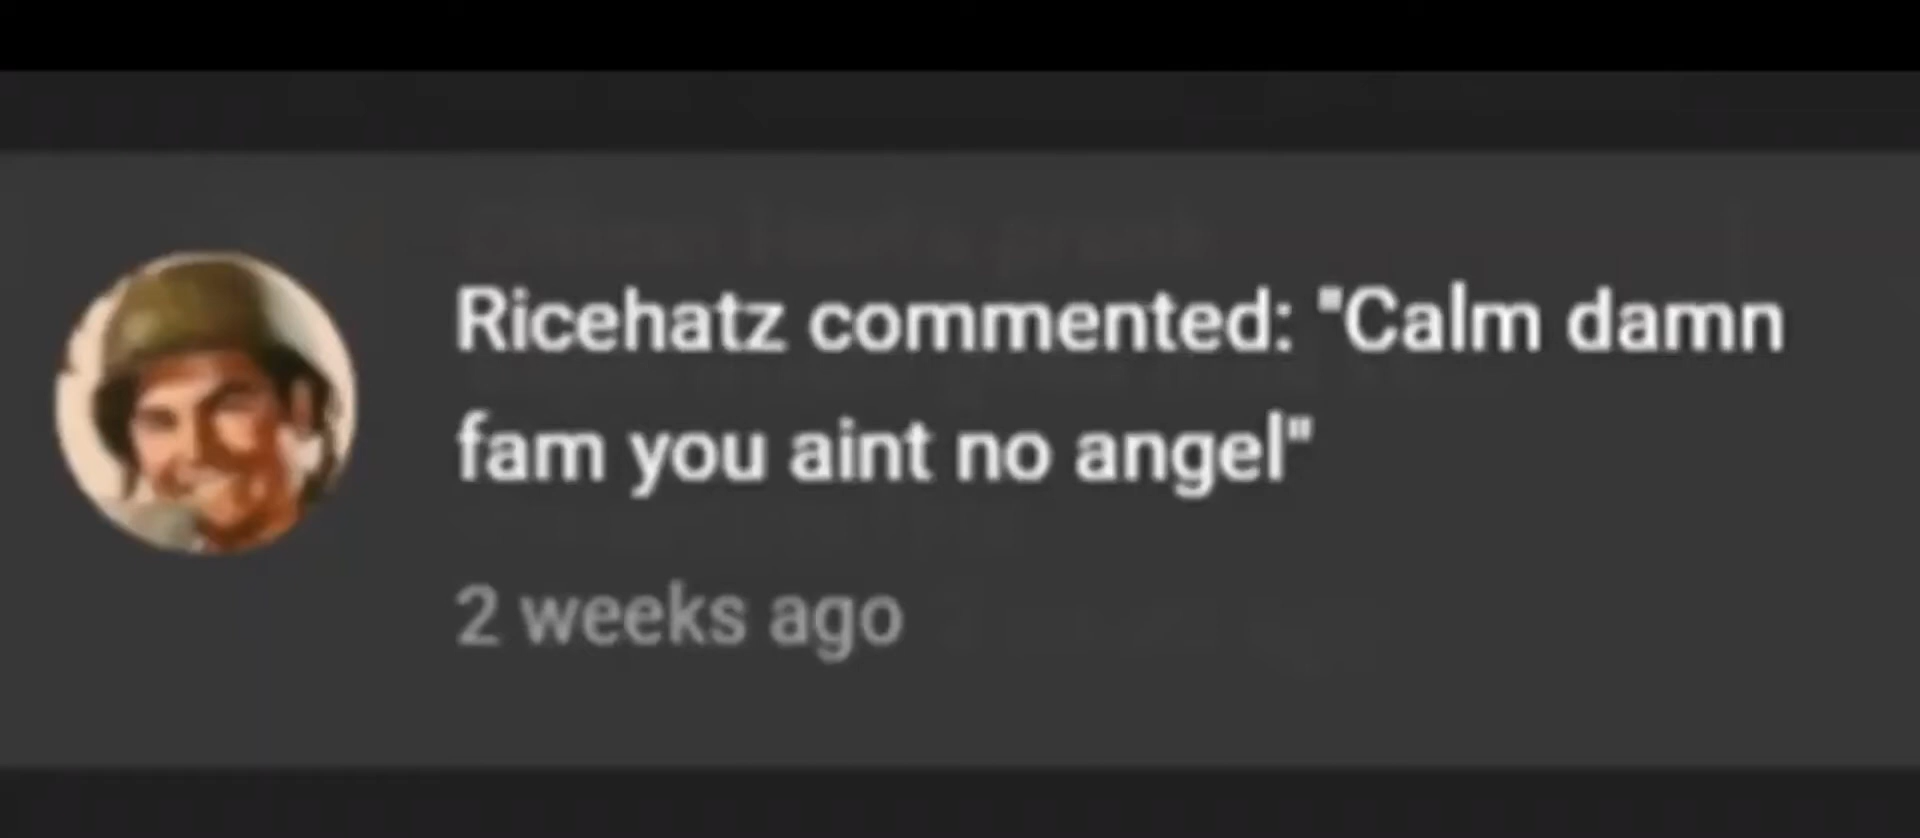 Ricehatz commented: "Calm damn
fam you aint no angel"
2 weeks ago